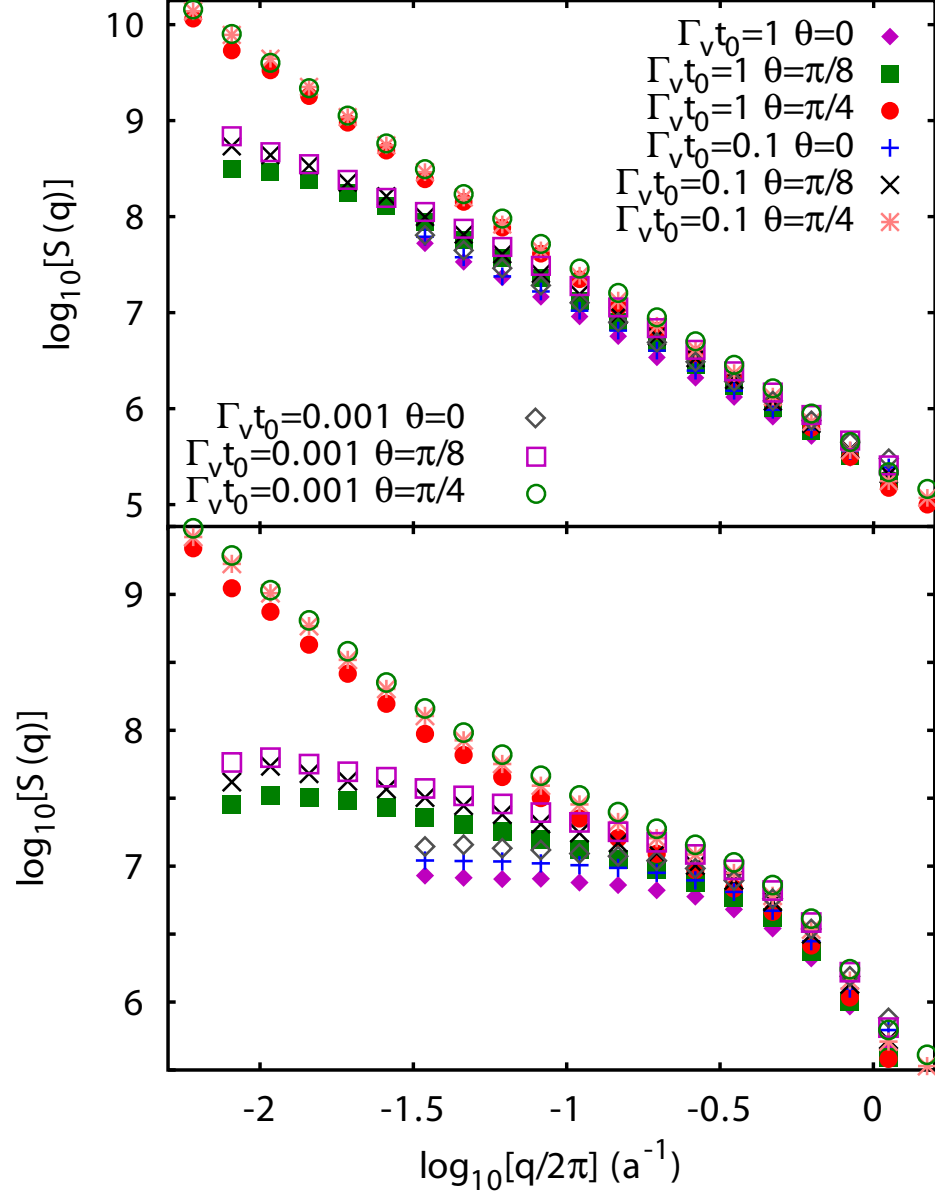 10
9
8
7
6
5
log₁₀[S (q)]
Γᵥt₀=1 θ=0
Γᵥt₀=1 θ=π/8
Γᵥt₀=1 θ=π/4
Γᵥt₀=0.1 θ=0
Γᵥt₀=0.1 θ=π/8
Γᵥt₀=0.1 θ=π/4
Γᵥt₀=0.001 θ=0
Γᵥt₀=0.001 θ=π/8
Γᵥt₀=0.001 θ=π/4
9
8
7
6
log₁₀[S (q)]
-2 -1.5 -1 -0.5 0
log₁₀[q/2π] (a⁻¹)